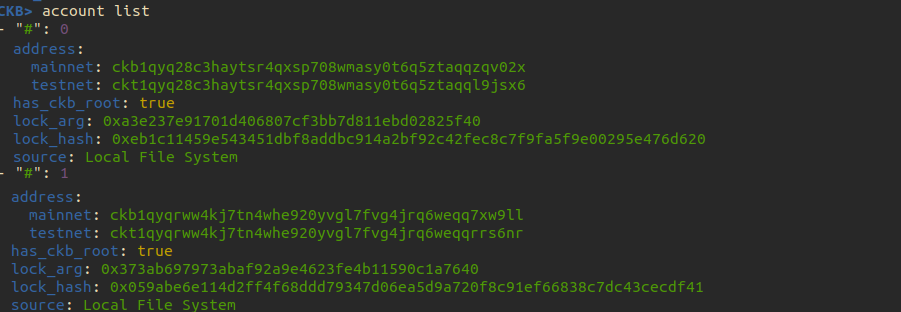 CKB> account list
- "#": 0
address:
mainnet: ckb1qyq28c3haytsr4qxsp708wmasy0t6q5ztaqqzqv02x
testnet: ckt1qyq28c3haytsr4qxsp708wmasy0t6q5ztaqql9jsx6
has_ckb_root: true
lock_arg: 0xa3e237e91701d406807cf3bb7d811ebd02825f40
lock_hash: 0xeb1c11459e543451dbf8addbc914a2bf92c42fec8c7f9fa5f9e00295e476d620
source: Local File System
- "#": 1
address:
mainnet: ckb1qyqrww4kj7tn4whe920yvgl7fvg4jrq6weqq7xw9ll
testnet: ckt1qyqrww4kj7tn4whe920yvgl7fvg4jrq6weqqrrs6nr
has_ckb_root: true
lock_arg: 0x373ab697973abaf92a9e4623fe4b11590c1a7640
lock_hash: 0x059abe6e114d2ff4f68ddd79347d06ea5d9a720f8c91ef66838c7dc43cecdf41
source: Local File System